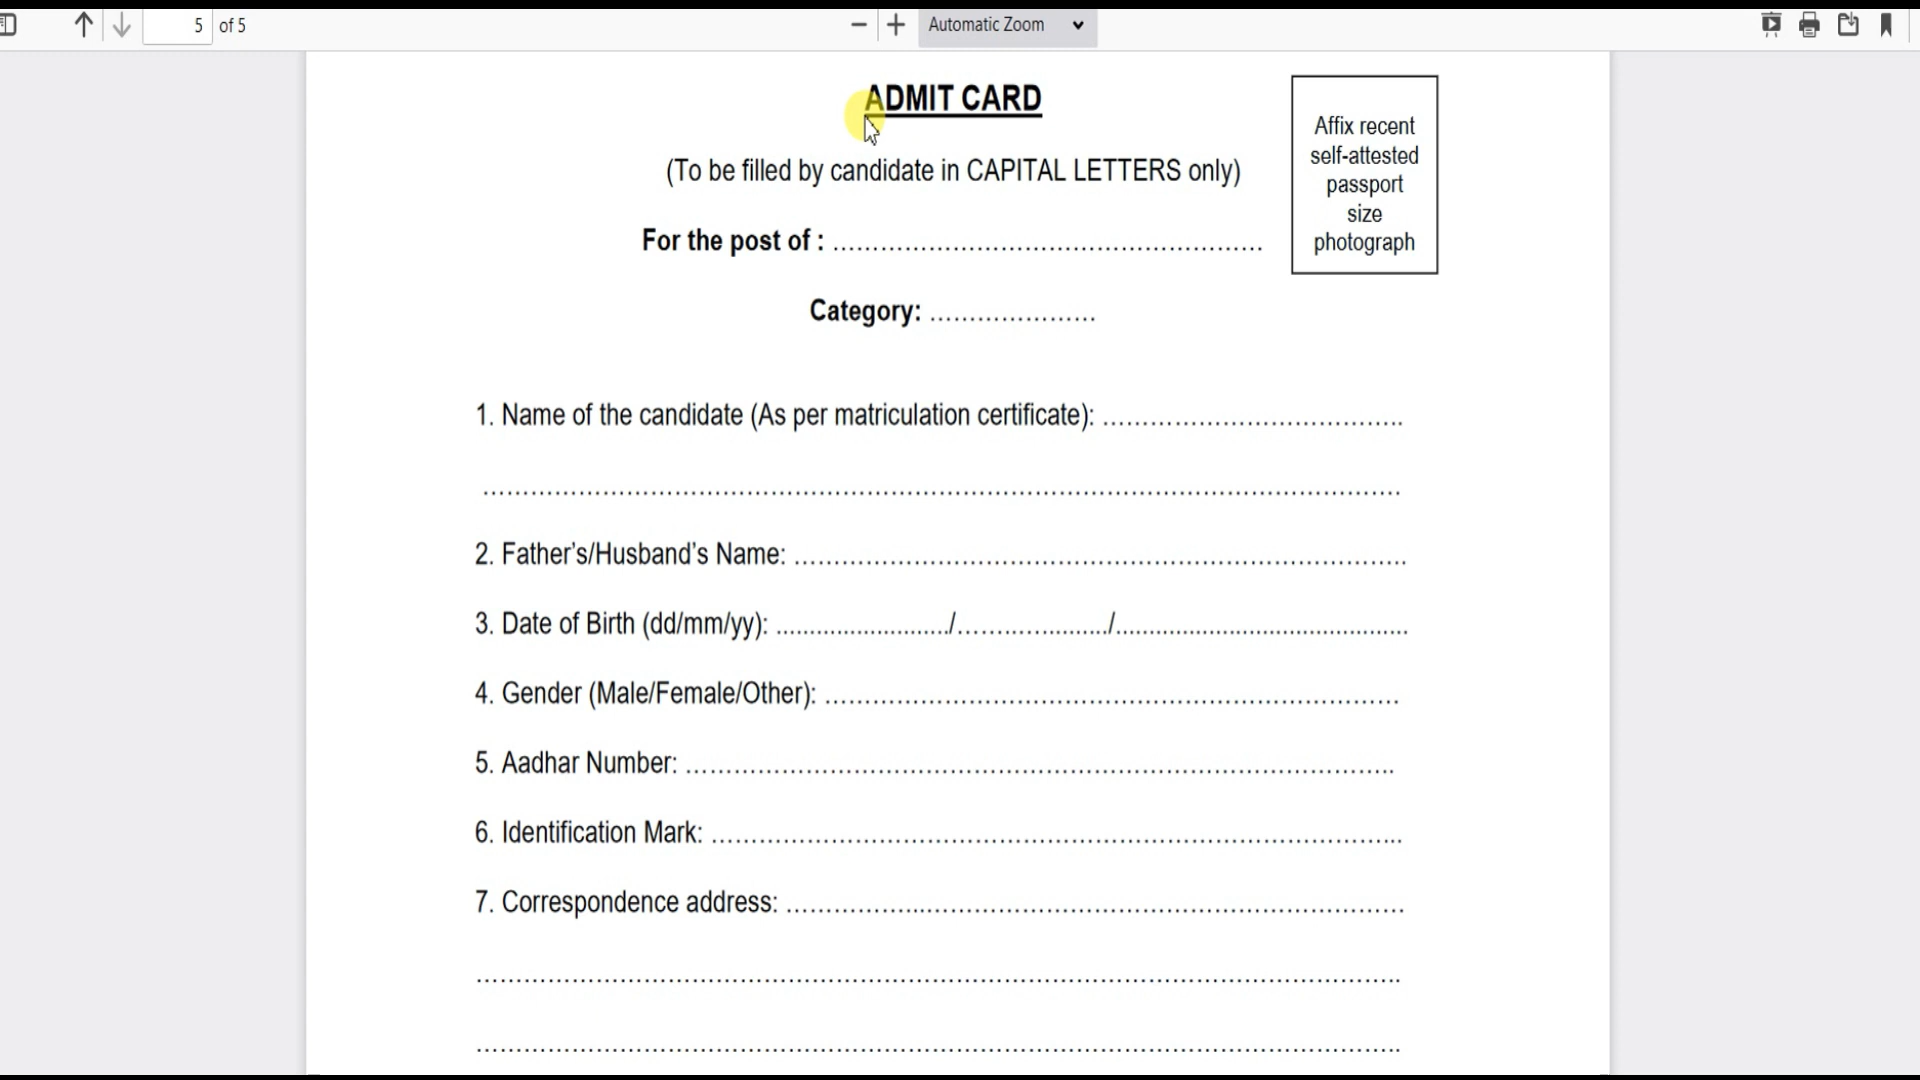 5 of 5 Automatic Zoom
ADMIT CARD
(To be filled by candidate in CAPITAL LETTERS only)
Affix recent
self-attested
passport
size
photograph
For the post of : ......................................................
Category: .....................
1. Name of the candidate (As per matriculation certificate): ......................................
....................................................................................................................
2. Father's/Husband's Name: .............................................................................
3. Date of Birth (dd/mm/yy): ........................../......................./............................................
4. Gender (Male/Female/Other): ........................................................................
5. Aadhar Number: .........................................................................................
6. Identification Mark: .......................................................................................
7. Correspondence address: ..............................................................................
....................................................................................................................
....................................................................................................................